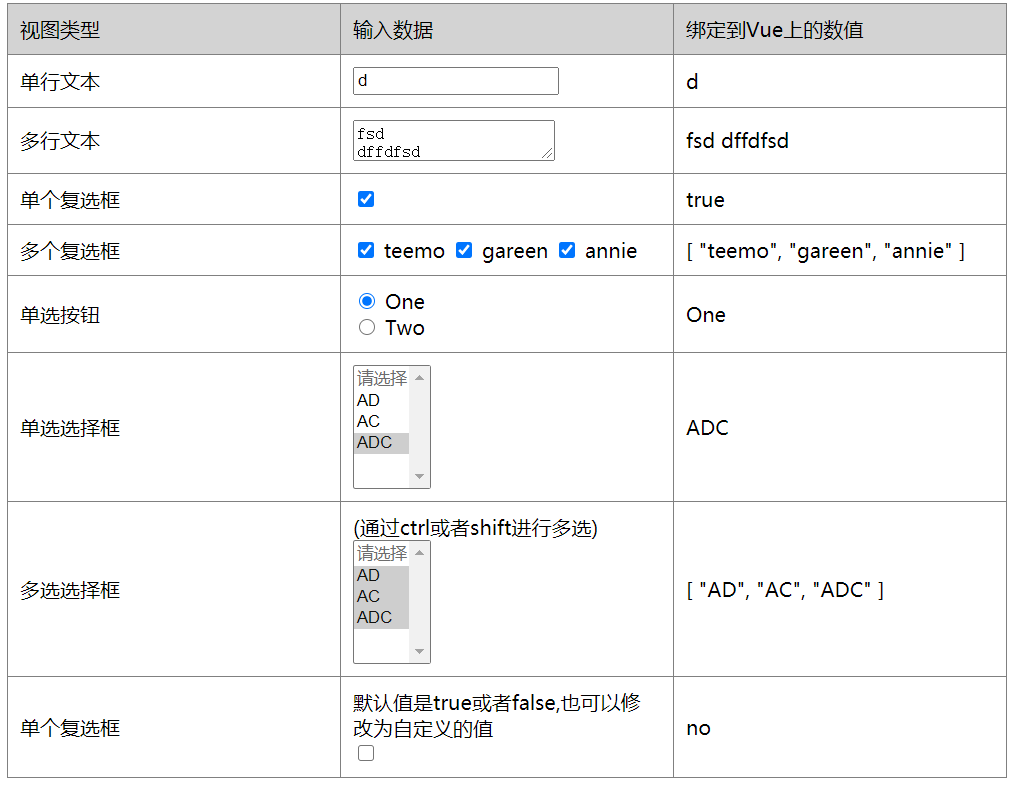 视图类型 输入数据 绑定到Vue上的数值
单行文本 d d
多行文本 fsd
dffdfsd fsd dffdfsd
单个复选框 true
多个复选框 teemo gareen annie [ "teemo", "gareen", "annie" ]
单选按钮 One
Two One
单选选择框 请选择
AD
AC
ADC ADC
多选选择框 (通过ctrl或者shift进行多选)
请选择
AD
AC
ADC [ "AD", "AC", "ADC" ]
单个复选框 默认值是true或者false,也可以修
改为自定义的值 no